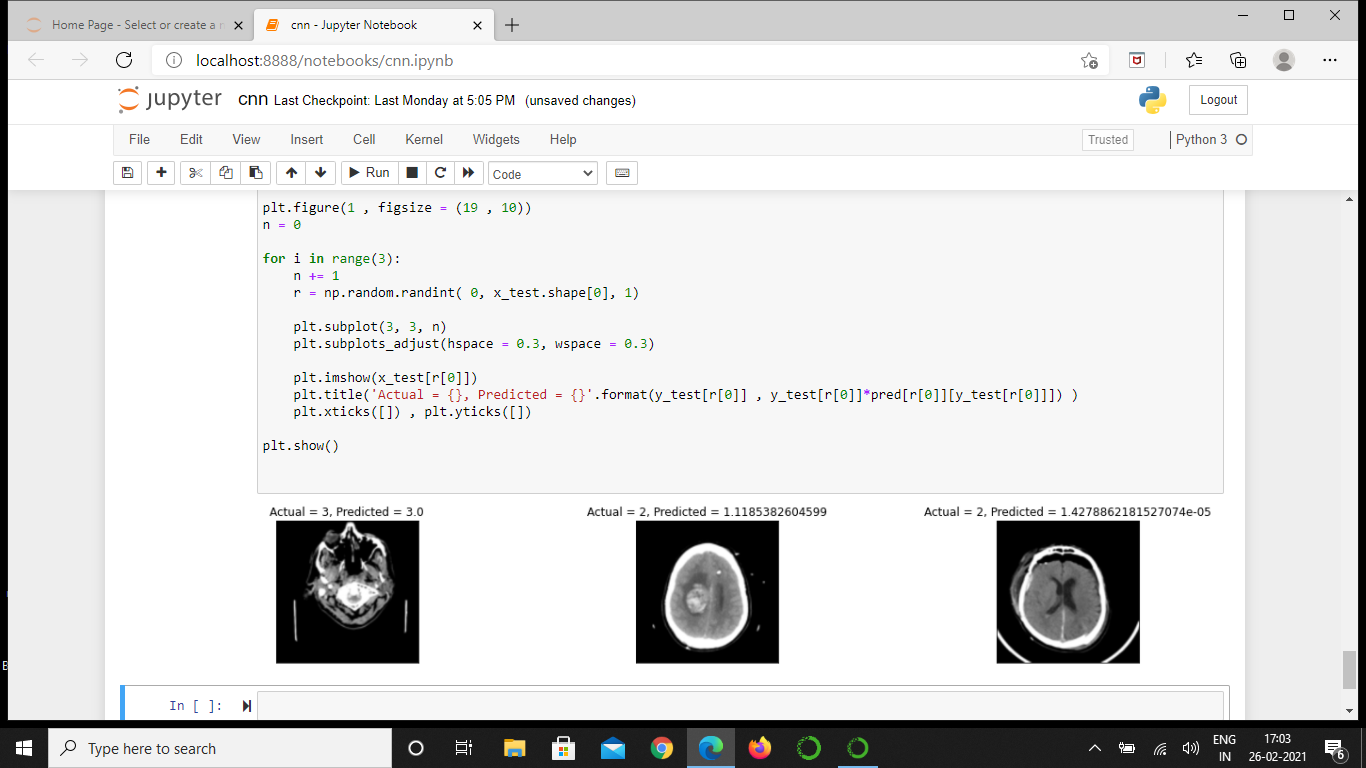 Home Page - Select or create a n
cnn - Jupyter Notebook
localhost:8888/notebooks/cnn.ipynb
jupyter cnn Last Checkpoint: Last Monday at 5:05 PM (unsaved changes)
Logout
File Edit View Insert Cell Kernel Widgets Help
Trusted
Python 3
Run
Code
plt.figure(1 , figsize = (19 , 10))
n = 0
for i in range(3):
    n += 1
    r = np.random.randint( 0, x_test.shape[0], 1)
    plt.subplot(3, 3, n)
    plt.subplots_adjust(hspace = 0.3, wspace = 0.3)
    plt.imshow(x_test[r[0]])
    plt.title('Actual = {}, Predicted = {}'.format(y_test[r[0]] , y_test[r[0]]*pred[r[0]][y_test[r[0]]]) )
    plt.xticks([]) , plt.yticks([])
plt.show()
Actual = 3, Predicted = 3.0
Actual = 2, Predicted = 1.1185382604599
Actual = 2, Predicted = 1.4278862181527074e-05
In [ ]:
B
Type here to search
ENG
IN
17:03
26-02-2021
6